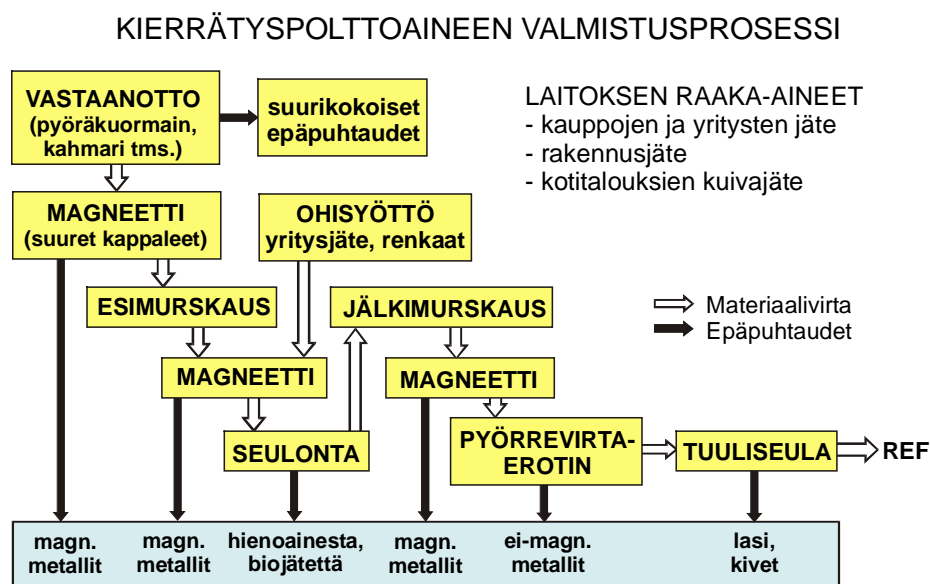 KIERRÄTYSPOLTTOAINEEN VALMISTUSPROSESSI
VASTAANOTTO
(pyöräkuormain,
kahmari tms.)
suurikokoiset
epäpuhtaudet
LAITOKSEN RAAKA-AINEET
- kauppojen ja yritysten jäte
- rakennusjäte
- kotitalouksien kuivajäte
MAGNEETTI
(suuret kappaleet)
OHISYÖTTÖ
yritysjäte, renkaat
ESIMURSKAUS
JÄLKIMURSKAUS
Materiaalivirta
Epäpuhtaudet
MAGNEETTI
MAGNEETTI
SEULONTA
PYÖRREVIRTA-
EROTIN
TUULISEULA
REF
magn.
metallit
magn.
metallit
hienoainesta,
biojätettä
magn.
metallit
ei-magn.
metallit
lasi,
kivet